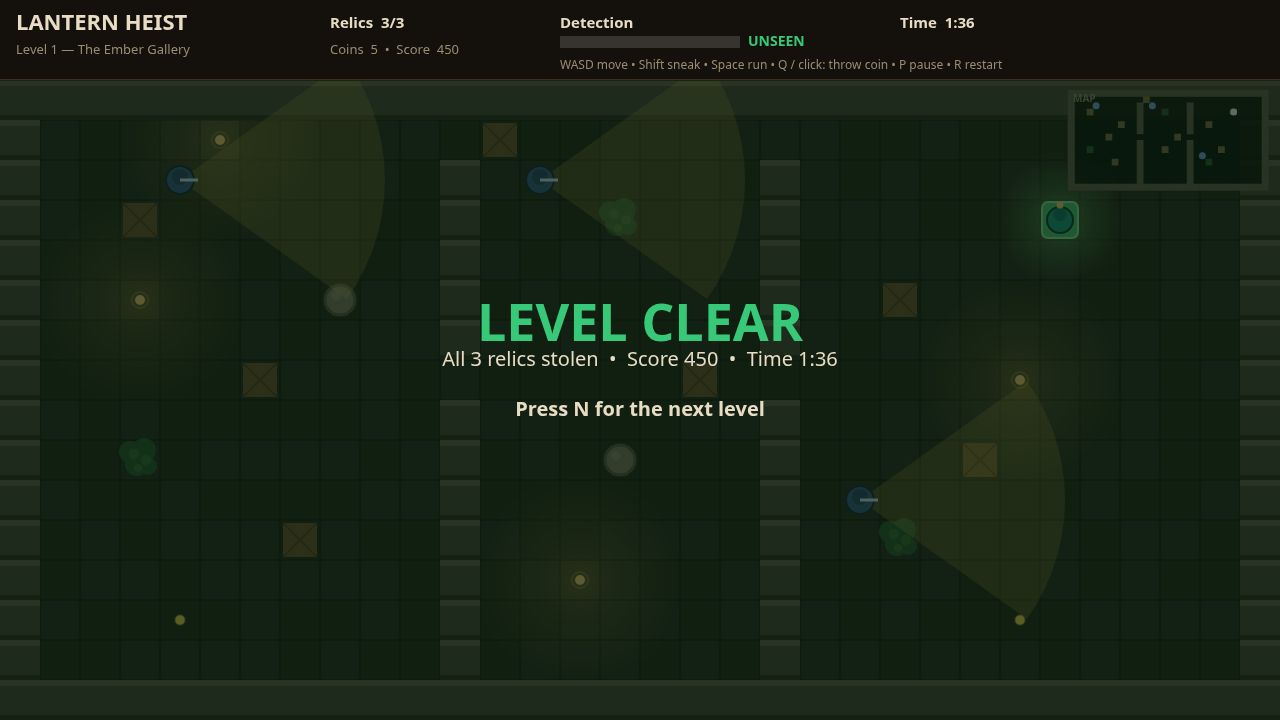 LANTERN HEIST
Level 1 — The Ember Gallery
Relics 3/3
Coins 5 • Score 450
Detection
UNSEEN
WASD move • Shift sneak • Space run • Q / click: throw coin • P pause • R restart
Time 1:36
MAP
LEVEL CLEAR
All 3 relics stolen • Score 450 • Time 1:36
Press N for the next level